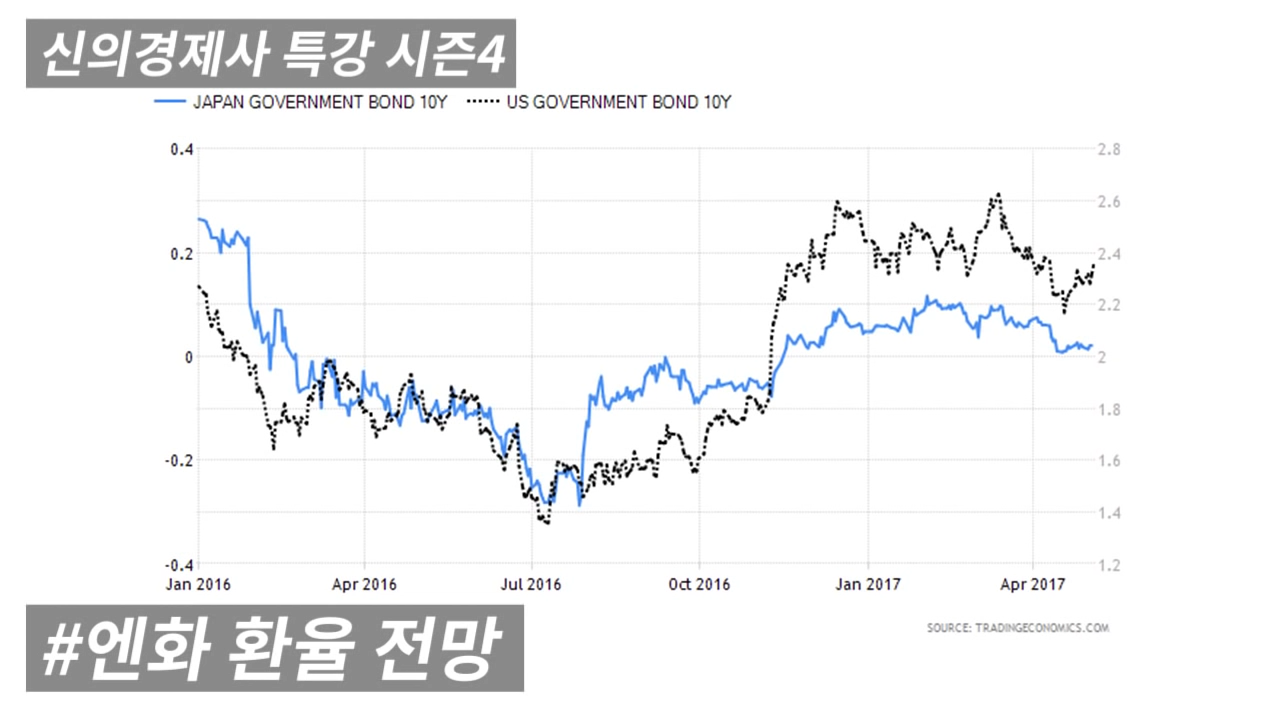 신의경제사 특강 시즌4
JAPAN GOVERNMENT BOND 10Y US GOVERNMENT BOND 10Y
0.4 2.8
2.6
0.2 2.4
2.2
0 2
1.8
-0.2 1.6
1.4
-0.4 1.2
Jan 2016 Apr 2016 Jul 2016 Oct 2016 Jan 2017 Apr 2017
SOURCE: TRADINGECONOMICS.COM
#엔화 환율 전망